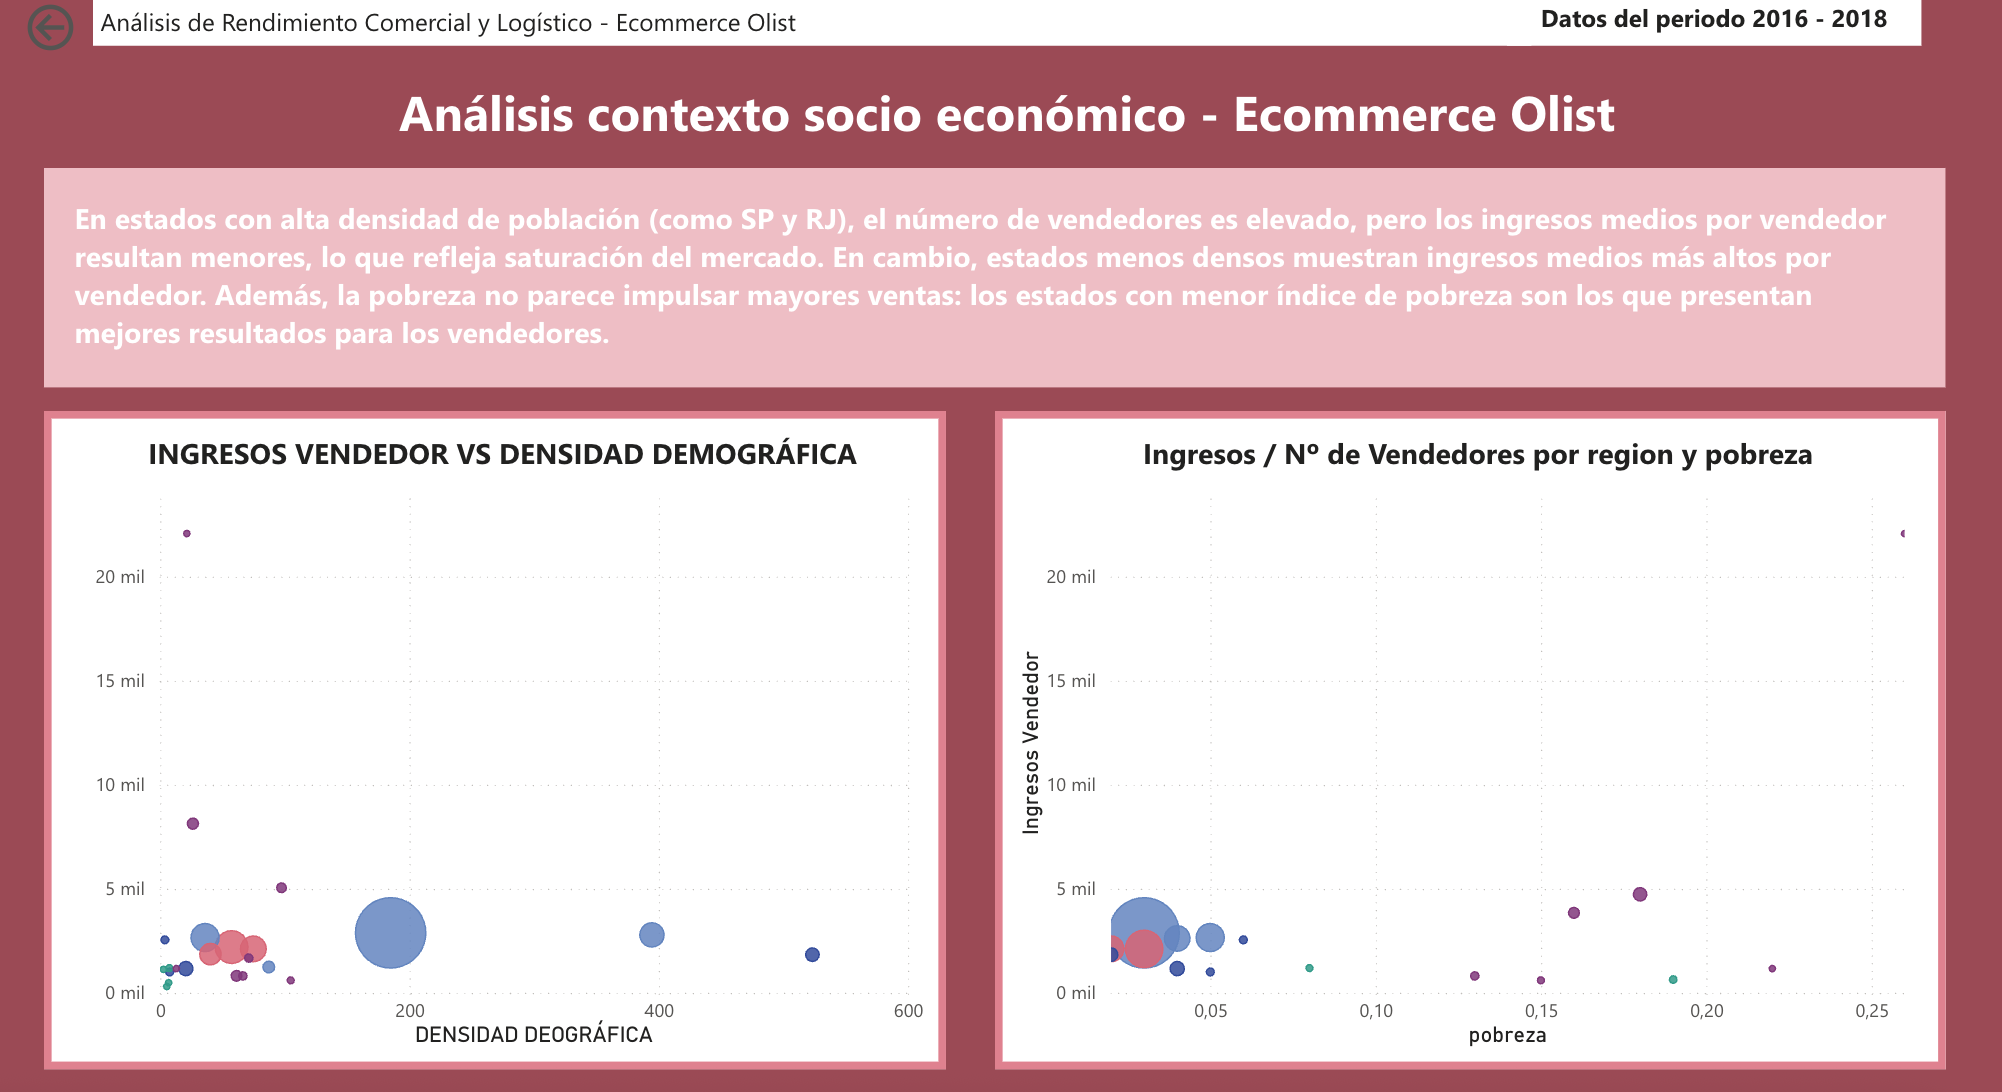 Análisis de Rendimiento Comercial y Logístico - Ecommerce Olist
Datos del periodo 2016 - 2018
Análisis contexto socio económico - Ecommerce Olist
En estados con alta densidad de población (como SP y RJ), el número de vendedores es elevado, pero los ingresos medios por vendedor
resultan menores, lo que refleja saturación del mercado. En cambio, estados menos densos muestran ingresos medios más altos por
vendedor. Además, la pobreza no parece impulsar mayores ventas: los estados con menor índice de pobreza son los que presentan
mejores resultados para los vendedores.
INGRESOS VENDEDOR VS DENSIDAD DEMOGRÁFICA
20 mil
15 mil
10 mil
5 mil
0 mil
0 200 400 600
DENSIDAD DEOGRÁFICA
Ingresos / Nº de Vendedores por region y pobreza
Ingresos Vendedor
20 mil
15 mil
10 mil
5 mil
0 mil
0,05 0,10 0,15 0,20 0,25
pobreza